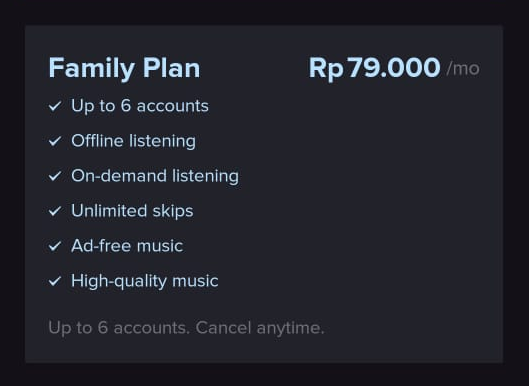 Family Plan
Rp 79.000 /mo
✓ Up to 6 accounts
✓ Offline listening
✓ On-demand listening
✓ Unlimited skips
✓ Ad-free music
✓ High-quality music
Up to 6 accounts. Cancel anytime.